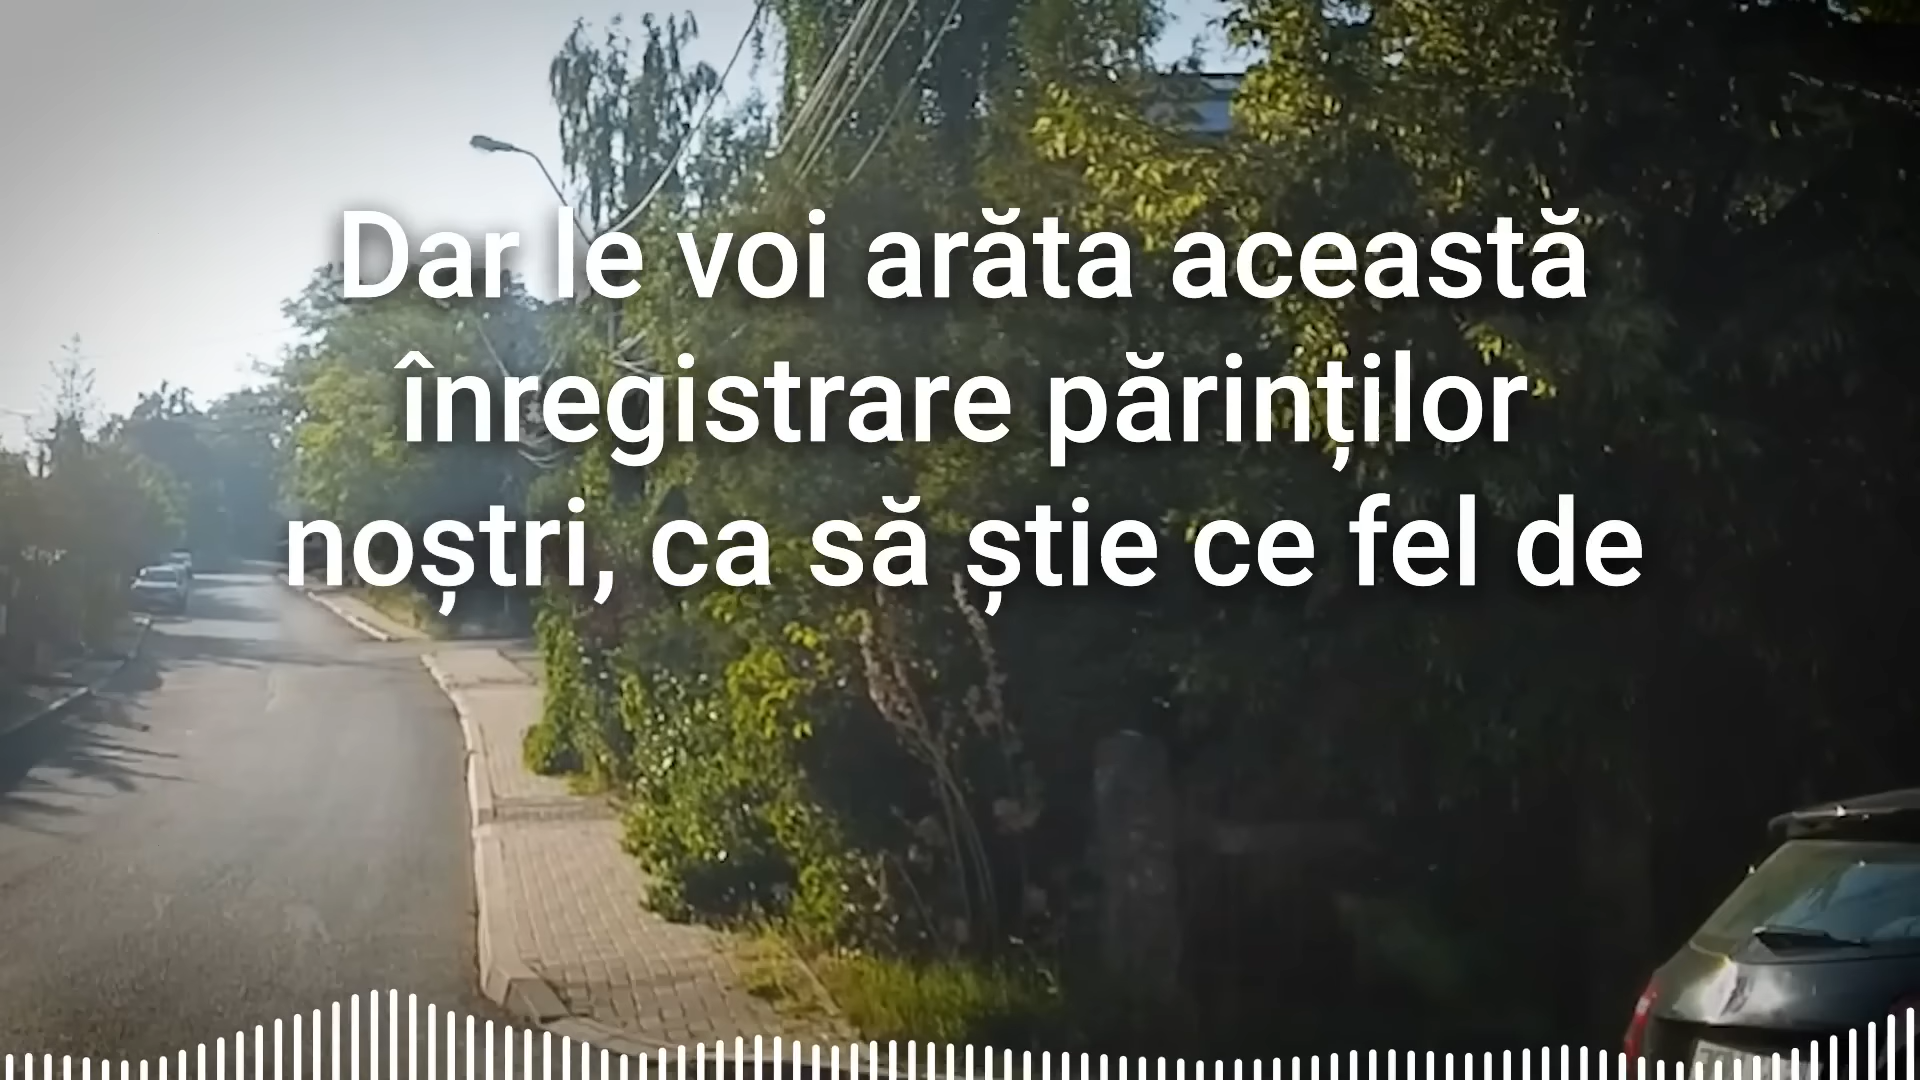 Dar le voi arăta această
înregistrare părinților
noștri, ca să știe ce fel de